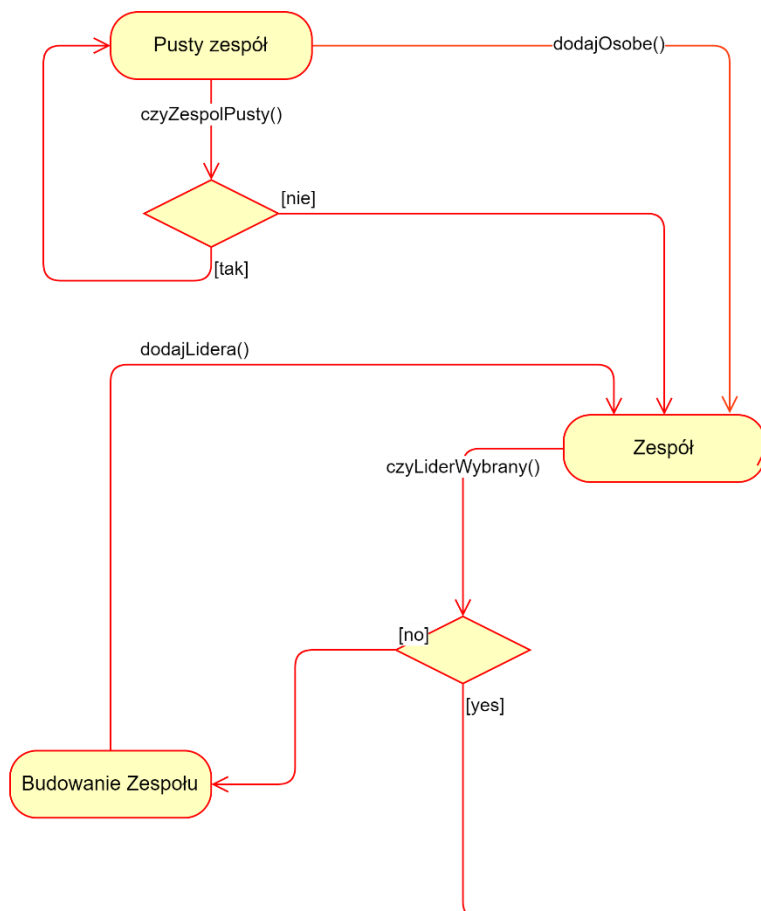 Pusty zespół
dodajOsobe()
czyZespolPusty()
[nie]
[tak]
dodajLidera()
Zespół
czyLiderWybrany()
[no]
[yes]
Budowanie Zespołu